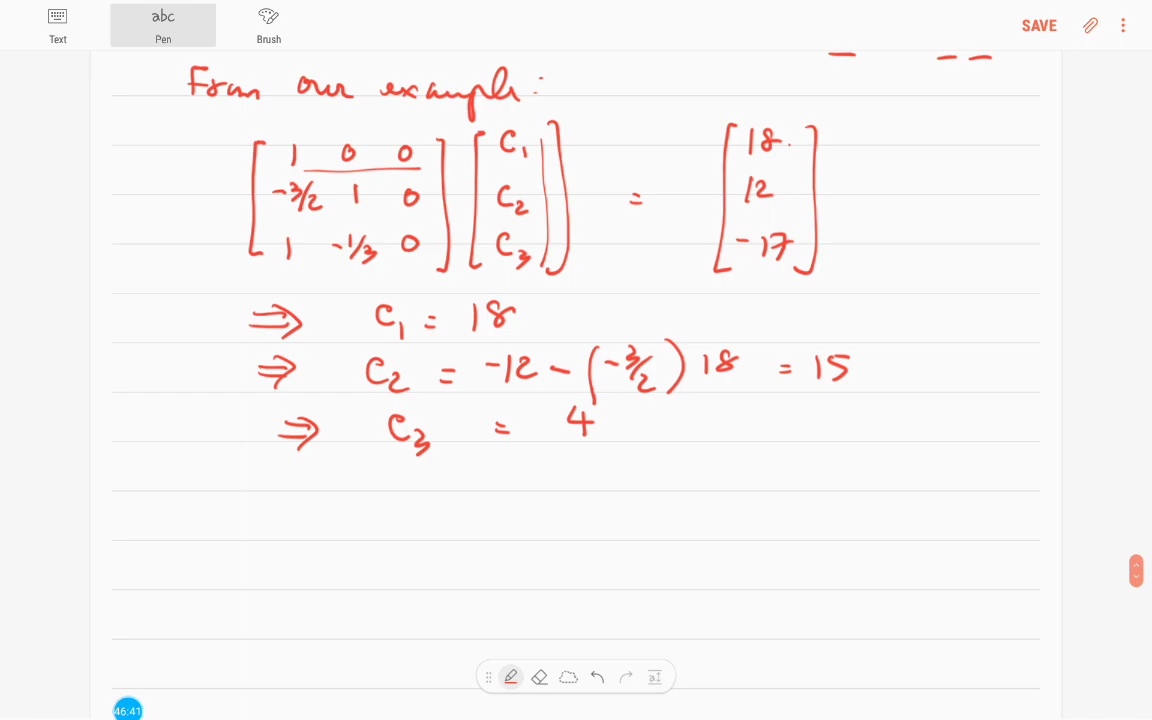 Text abc Pen Brush SAVE
From our example:
[ 1 0 0 ] [ C₁ ] [ 18 ]
[ -3/2 1 0 ] [ C₂ ] = [ 12 ]
[ 1 -1/3 0 ] [ C₃ ] [ -17 ]
⇒ C₁ = 18
⇒ C₂ = -12 - (-3/2) 18 = 15
⇒ C₃ = 4
46:41